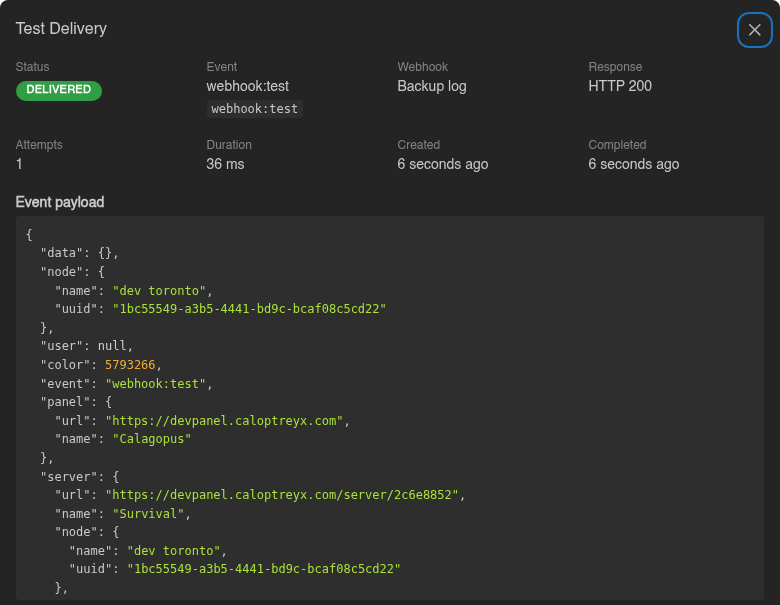 Test Delivery
Status
Event
Webhook
Response
DELIVERED
webhook:test
Backup log
HTTP 200
webhook:test
Attempts
Duration
Created
Completed
1
36 ms
6 seconds ago
6 seconds ago
Event payload
{
  "data": {},
  "node": {
    "name": "dev toronto",
    "uuid": "1bc55549-a3b5-4441-bd9c-bcaf08c5cd22"
  },
  "user": null,
  "color": 5793266,
  "event": "webhook:test",
  "panel": {
    "url": "https://devpanel.caloptreyx.com",
    "name": "Calagopus"
  },
  "server": {
    "url": "https://devpanel.caloptreyx.com/server/2c6e8852",
    "name": "Survival",
    "node": {
      "name": "dev toronto",
      "uuid": "1bc55549-a3b5-4441-bd9c-bcaf08c5cd22"
    },